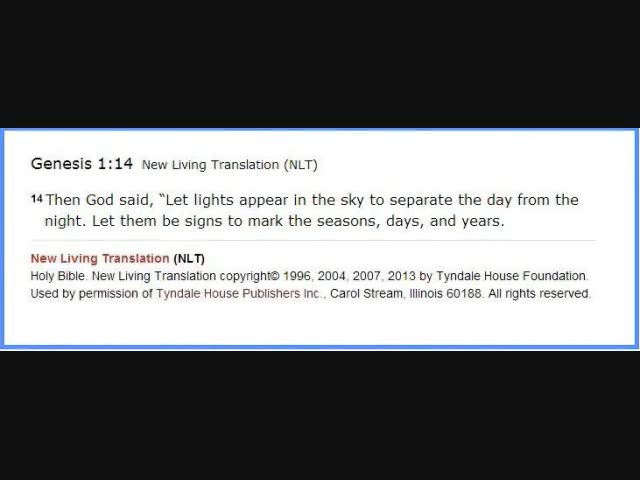 Genesis 1:14 New Living Translation (NLT)
14 Then God said, “Let lights appear in the sky to separate the day from the
night. Let them be signs to mark the seasons, days, and years.
New Living Translation (NLT)
Holy Bible. New Living Translation copyright© 1996, 2004, 2007, 2013 by Tyndale House Foundation.
Used by permission of Tyndale House Publishers Inc., Carol Stream, Illinois 60188. All rights reserved.